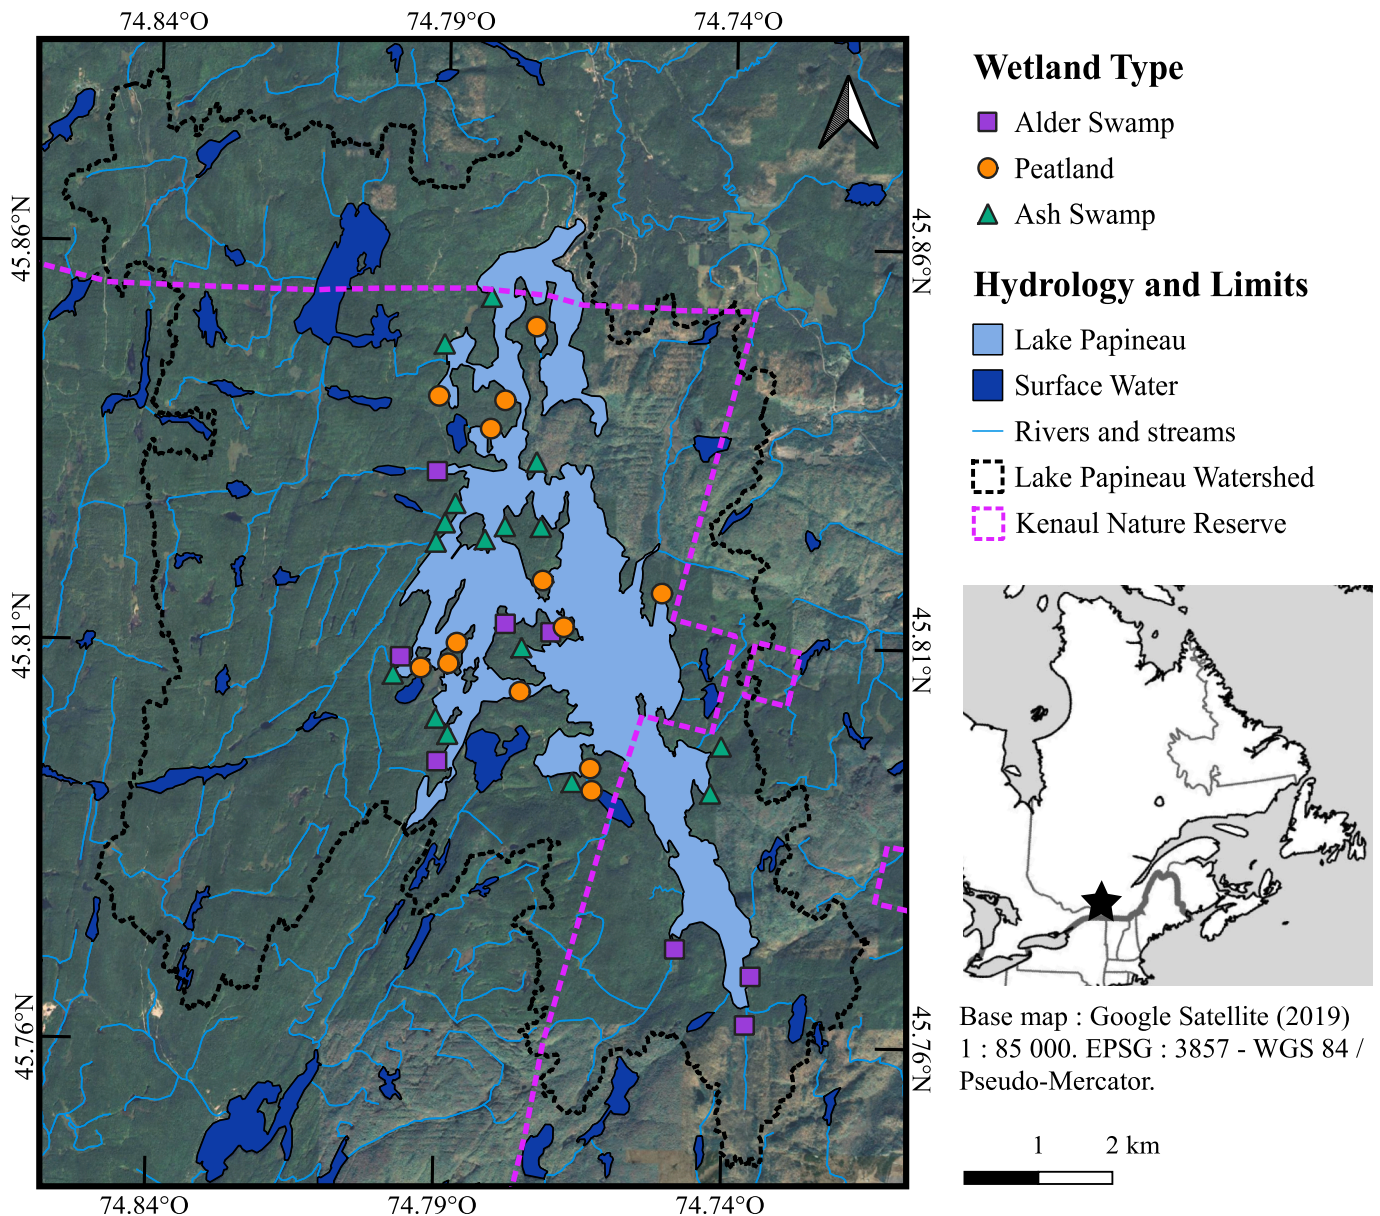 74.84°O 74.79°O 74.74°O
45.86°N
45.86°N
45.81°N
45.81°N
45.76°N
45.76°N
74.84°O 74.79°O 74.74°O
Wetland Type
Alder Swamp
Peatland
Ash Swamp
Hydrology and Limits
Lake Papineau
Surface Water
Rivers and streams
Lake Papineau Watershed
Kenaul Nature Reserve
Base map : Google Satellite (2019)
1 : 85 000. EPSG : 3857 - WGS 84 /
Pseudo-Mercator.
1 2 km